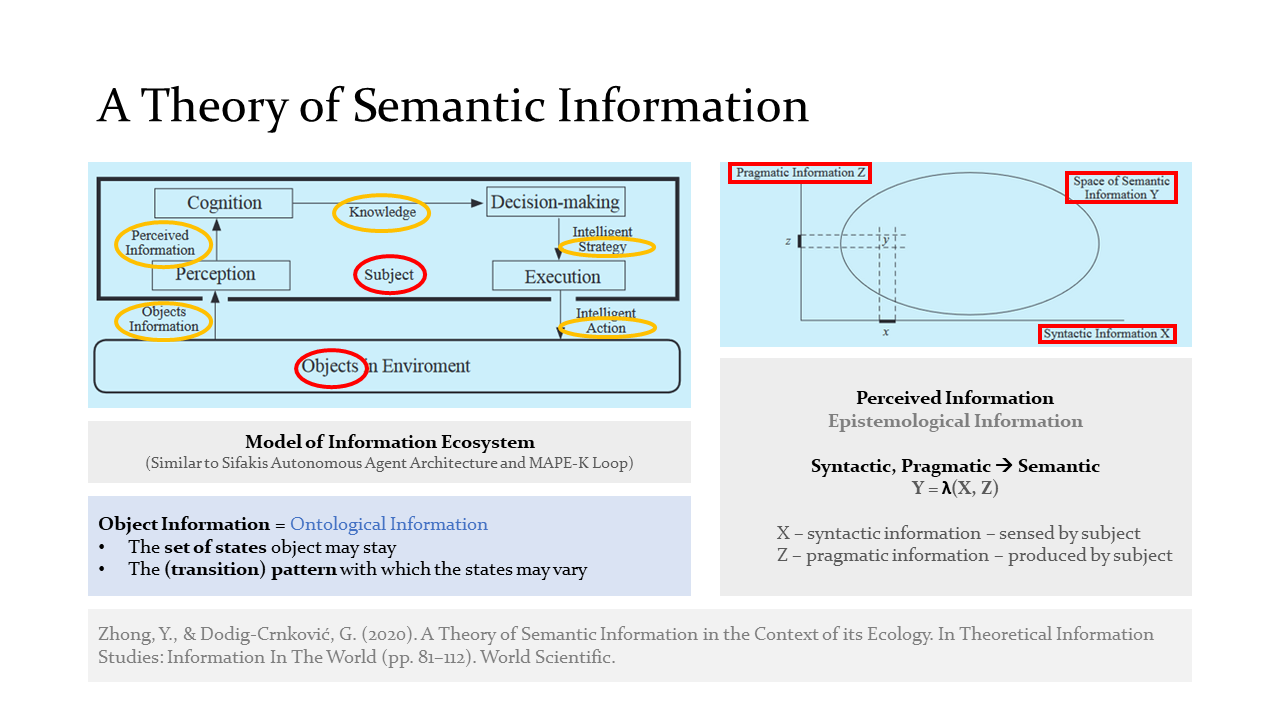 A Theory of Semantic Information
Cognition
Knowledge
Decision-making
Perceived
Information
Intelligent
Strategy
Perception
Subject
Execution
Objects
Information
Intelligent
Action
Objects in Enviroment
Pragmatic Information Z
Space of Semantic
Information Y
z
y
x
Syntactic Information X
Model of Information Ecosystem
(Similar to Sifakis Autonomous Agent Architecture and MAPE-K Loop)
Object Information = Ontological Information
• The set of states object may stay
• The (transition) pattern with which the states may vary
Perceived Information
Epistemological Information
Syntactic, Pragmatic → Semantic
Y = λ(X, Z)
X – syntactic information – sensed by subject
Z – pragmatic information – produced by subject
Zhong, Y., & Dodig-Crnković, G. (2020). A Theory of Semantic Information in the Context of its Ecology. In Theoretical Information
Studies: Information In The World (pp. 81–112). World Scientific.